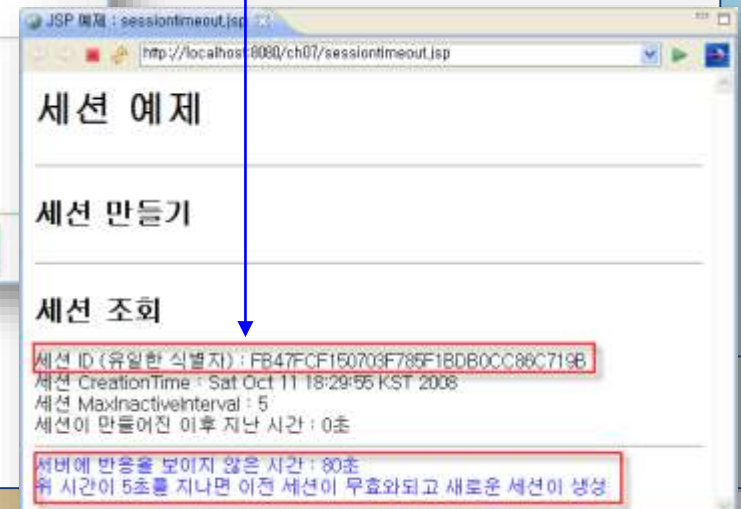 JSP 예제 : sessiontimeout.jsp
http://localhost:8080/ch07/sessiontimeout.jsp
세션 예제
세션 만들기
세션 조회
세션 ID (유일한 식별자) : FB47FCF150703F785F1BDB0CC86C719B
세션 CreationTime : Sat Oct 11 18:29:55 KST 2008
세션 MaxInactiveInterval : 5
세션이 만들어진 이후 지난 시간 : 0초
서버에 반응을 보이지 않은 시간 : 80초
위 시간이 5초를 지나면 이전 세션이 무효와되고 새로운 세션이 생성